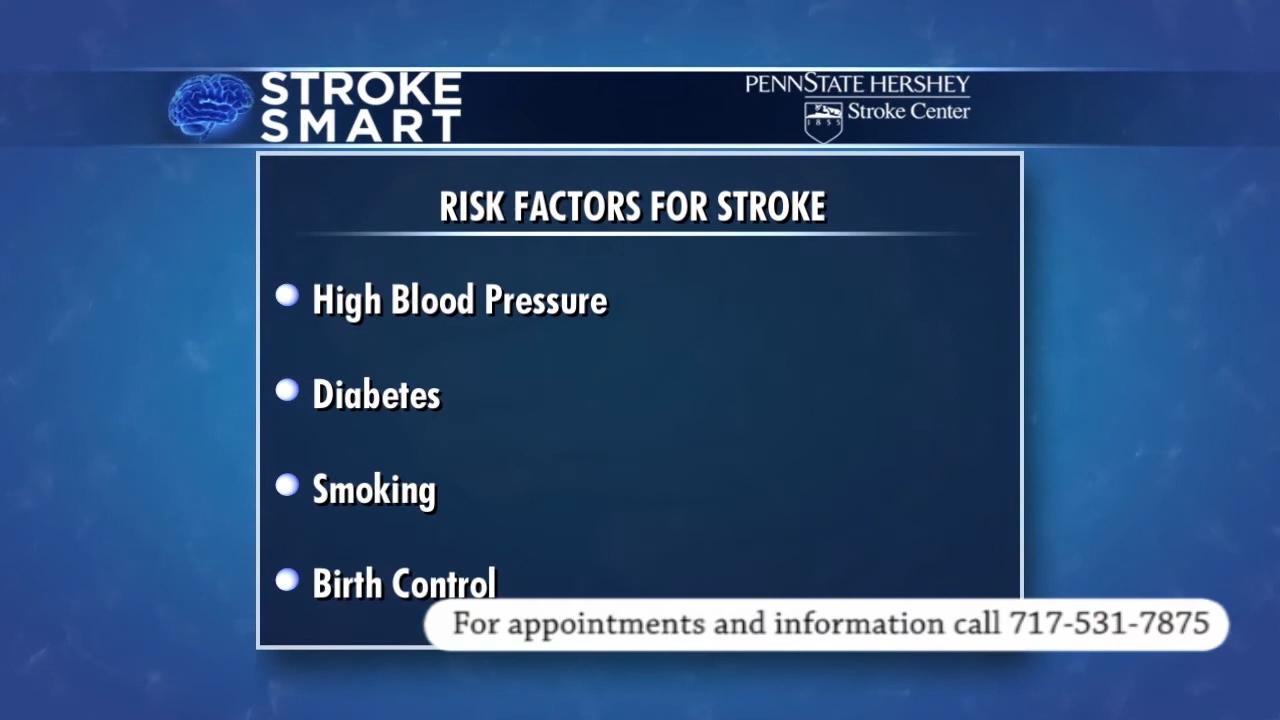 STROKE
SMART
PENNSTATE HERSHEY
1855 Stroke Center
RISK FACTORS FOR STROKE
High Blood Pressure
Diabetes
Smoking
Birth Control
For appointments and information call 717-531-7875